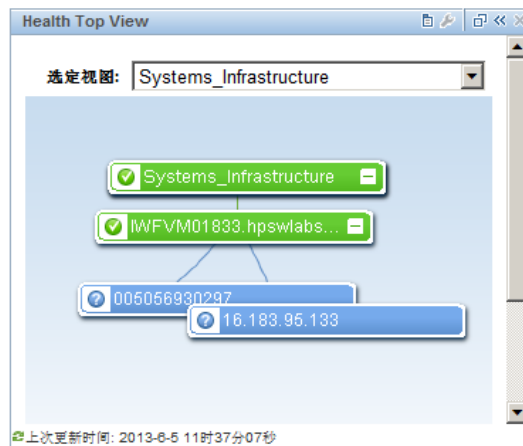 Health Top View
选定视图: Systems_Infrastructure
Systems_Infrastructure
IWFVM01833.hpswlabs...
005056930297
16.183.95.133
上次更新时间: 2013-6-5 11时37分07秒